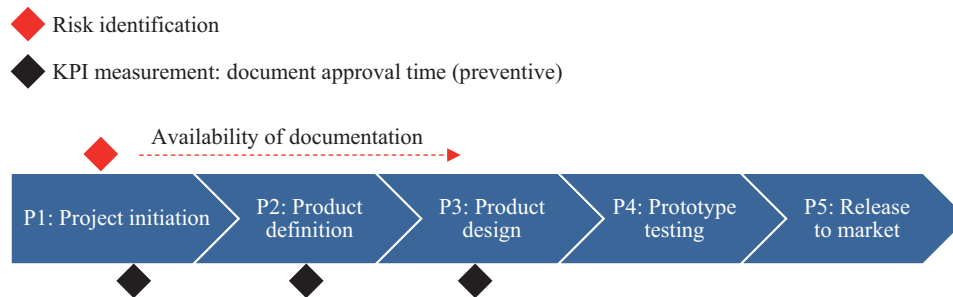 Risk identification
KPI measurement: document approval time (preventive)
Availability of documentation
P1: Project initiation
P2: Product
definition
P3: Product
design
P4: Prototype
testing
P5: Release
to market